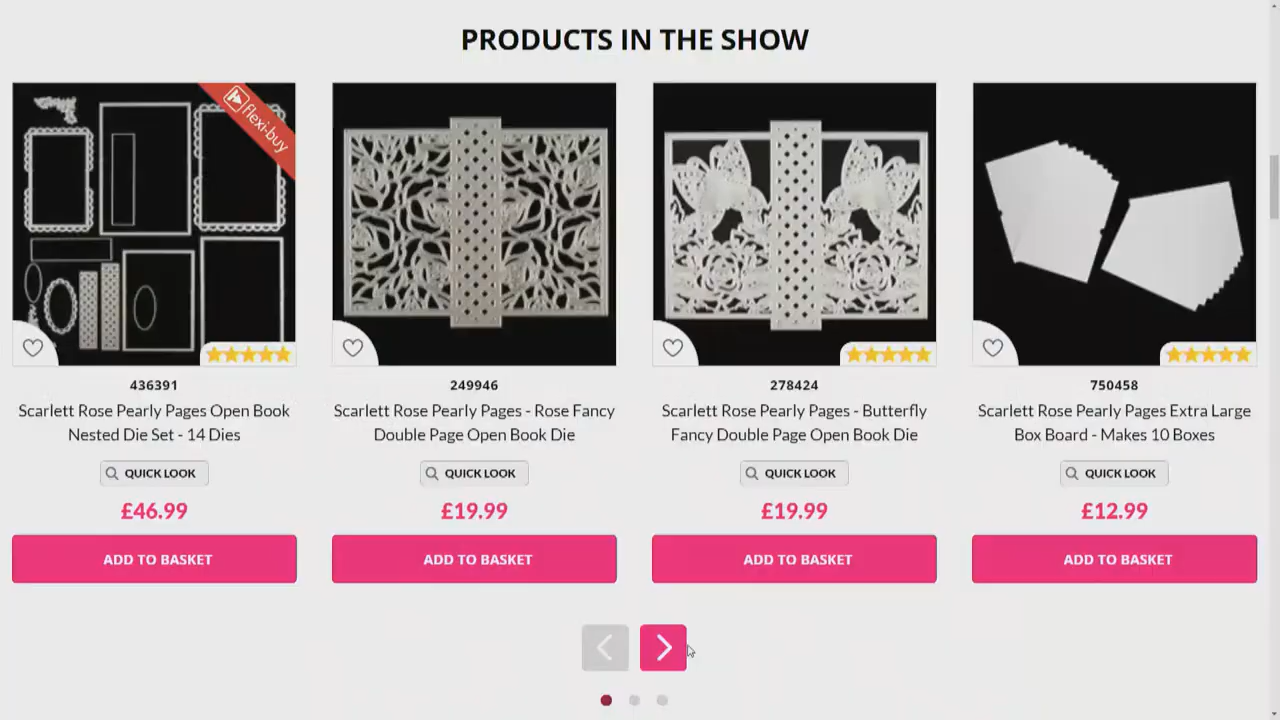 PRODUCTS IN THE SHOW
flexi-buy
436391
Scarlett Rose Pearly Pages Open Book
Nested Die Set - 14 Dies
QUICK LOOK
£46.99
ADD TO BASKET
249946
Scarlett Rose Pearly Pages - Rose Fancy
Double Page Open Book Die
QUICK LOOK
£19.99
ADD TO BASKET
278424
Scarlett Rose Pearly Pages - Butterfly
Fancy Double Page Open Book Die
QUICK LOOK
£19.99
ADD TO BASKET
750458
Scarlett Rose Pearly Pages Extra Large
Box Board - Makes 10 Boxes
QUICK LOOK
£12.99
ADD TO BASKET